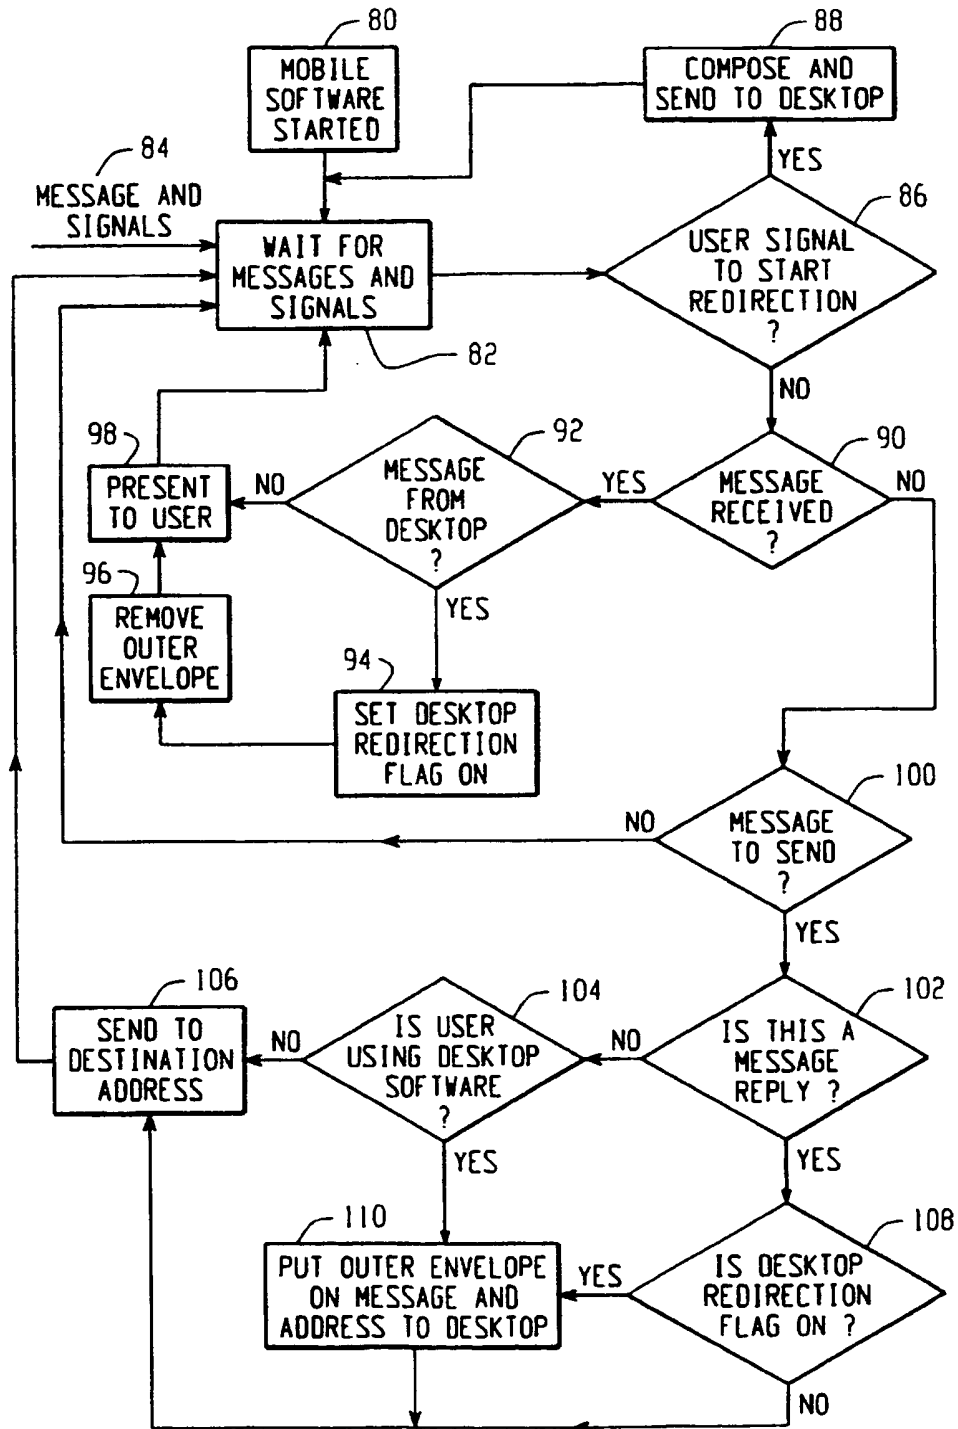 80
MOBILE
SOFTWARE
STARTED
88
COMPOSE AND
SEND TO DESKTOP
YES
84
MESSAGE AND
SIGNALS
WAIT FOR
MESSAGES AND
SIGNALS
82
86
USER SIGNAL
TO START
REDIRECTION
?
NO
98
PRESENT
TO USER
NO
92
MESSAGE
FROM
DESKTOP
?
YES
YES
90
MESSAGE
RECEIVED
?
NO
96
REMOVE
OUTER
ENVELOPE
94
SET DESKTOP
REDIRECTION
FLAG ON
100
MESSAGE
TO SEND
?
NO
YES
106
SEND TO
DESTINATION
ADDRESS
NO
104
IS USER
USING DESKTOP
SOFTWARE
?
YES
NO
102
IS THIS A
MESSAGE
REPLY ?
YES
110
PUT OUTER ENVELOPE
ON MESSAGE AND
ADDRESS TO DESKTOP
YES
108
IS DESKTOP
REDIRECTION
FLAG ON ?
NO